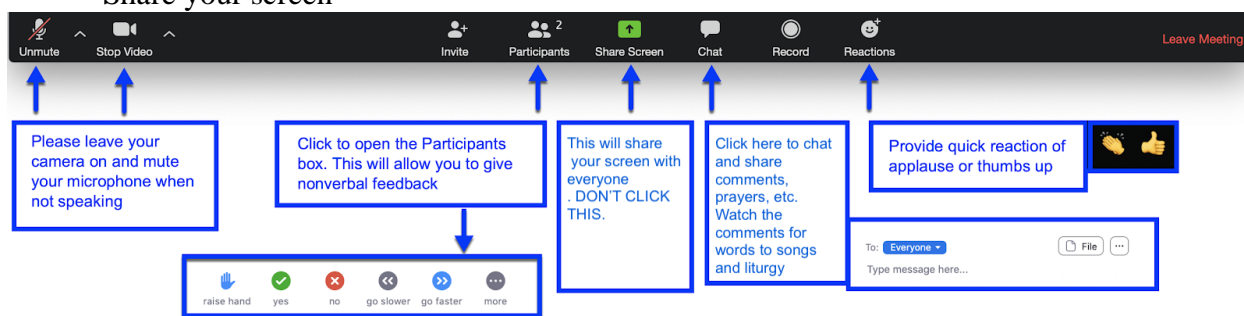 Share your screen
Unmute Stop Video Invite Participants 2 Share Screen Chat Record Reactions Leave Meeting
Please leave your
camera on and mute
your microphone when
not speaking
Click to open the Participants
box. This will allow you to give
nonverbal feedback
This will share
your screen with
everyone
. DON'T CLICK
THIS.
Click here to chat
and share
comments,
prayers, etc.
Watch the
comments for
words to songs
and liturgy
Provide quick reaction of
applause or thumbs up
raise hand yes no go slower go faster more
To: Everyone File ...
Type message here...